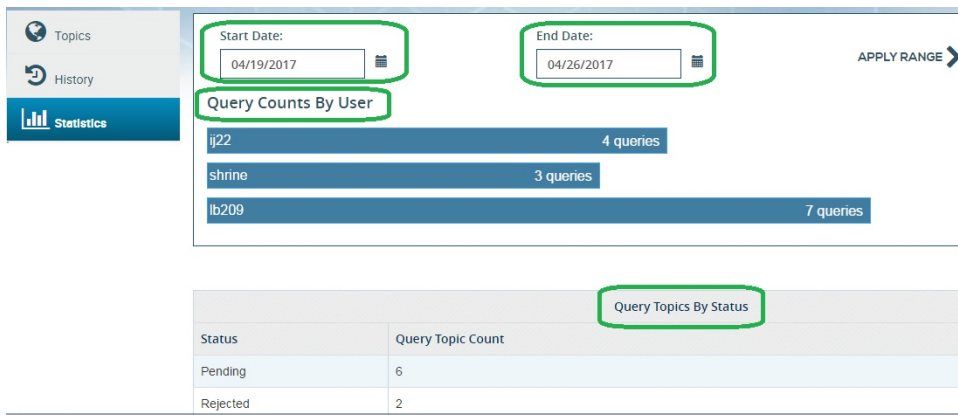 Topics
History
Statistics
Start Date:
End Date:
04/19/2017
04/26/2017
APPLY RANGE
Query Counts By User
ij22 4 queries
shrine 3 queries
lb209 7 queries
Query Topics By Status
Status Query Topic Count
Pending 6
Rejected 2